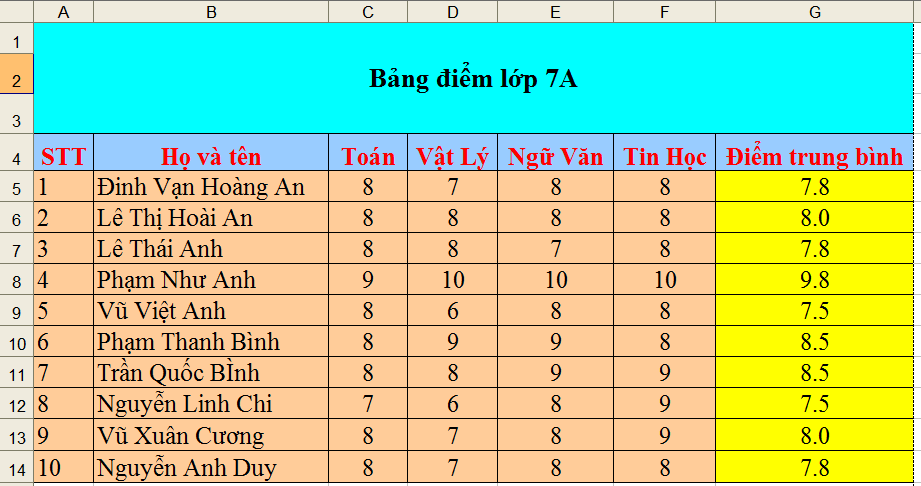 A B C D E F G
1
2 Bảng điểm lớp 7A
3
4 STT Họ và tên Toán Vật Lý Ngữ Văn Tin Học Điểm trung bình
5 1 Đinh Vạn Hoàng An 8 7 8 8 7.8
6 2 Lê Thị Hoài An 8 8 8 8 8.0
7 3 Lê Thái Anh 8 8 7 8 7.8
8 4 Phạm Như Anh 9 10 10 10 9.8
9 5 Vũ Việt Anh 8 6 8 8 7.5
10 6 Phạm Thanh Bình 8 9 9 8 8.5
11 7 Trần Quốc BÌnh 8 8 9 9 8.5
12 8 Nguyễn Linh Chi 7 6 8 9 7.5
13 9 Vũ Xuân Cương 8 7 8 9 8.0
14 10 Nguyễn Anh Duy 8 7 8 8 7.8